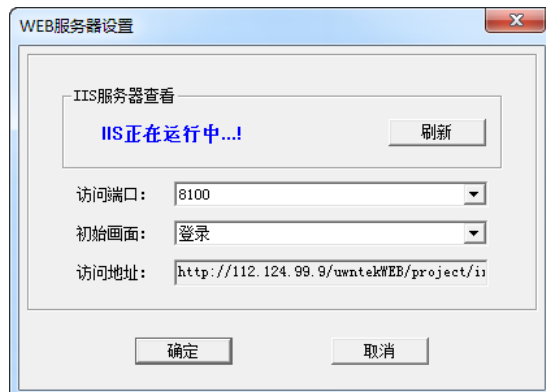 WEB服务器设置
IIS服务器查看
IIS正在运行中...!
刷新
访问端口： 8100
初始画面： 登录
访问地址： http://112.124.99.9/uwntekWEB/project/
确定 取消